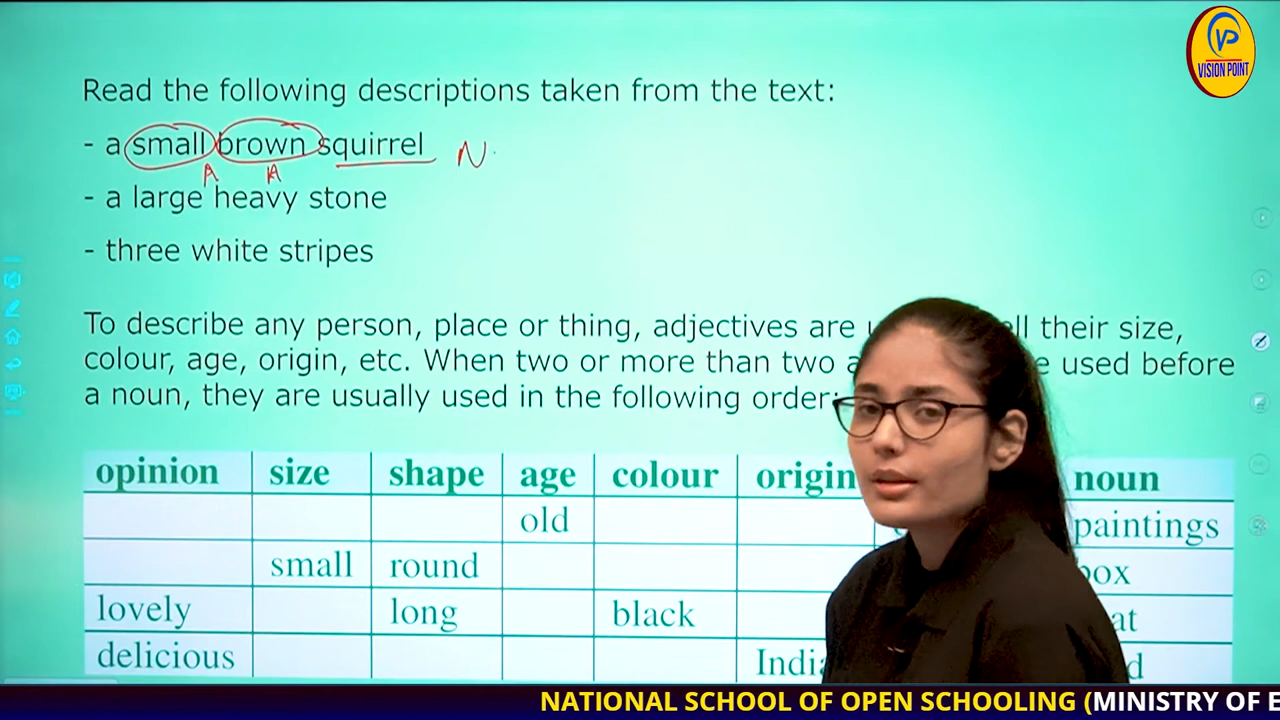 VP
VISION POINT
Read the following descriptions taken from the text:
- a small brown squirrel N
A A
- a large heavy stone
- three white stripes
To describe any person, place or thing, adjectives are their size,
colour, age, origin, etc. When two or more than two used before
a noun, they are usually used in the following order:
opinion size shape age colour origin noun
old paintings
small round box
lovely long black
delicious
NATIONAL SCHOOL OF OPEN SCHOOLING (MINISTRY OF E